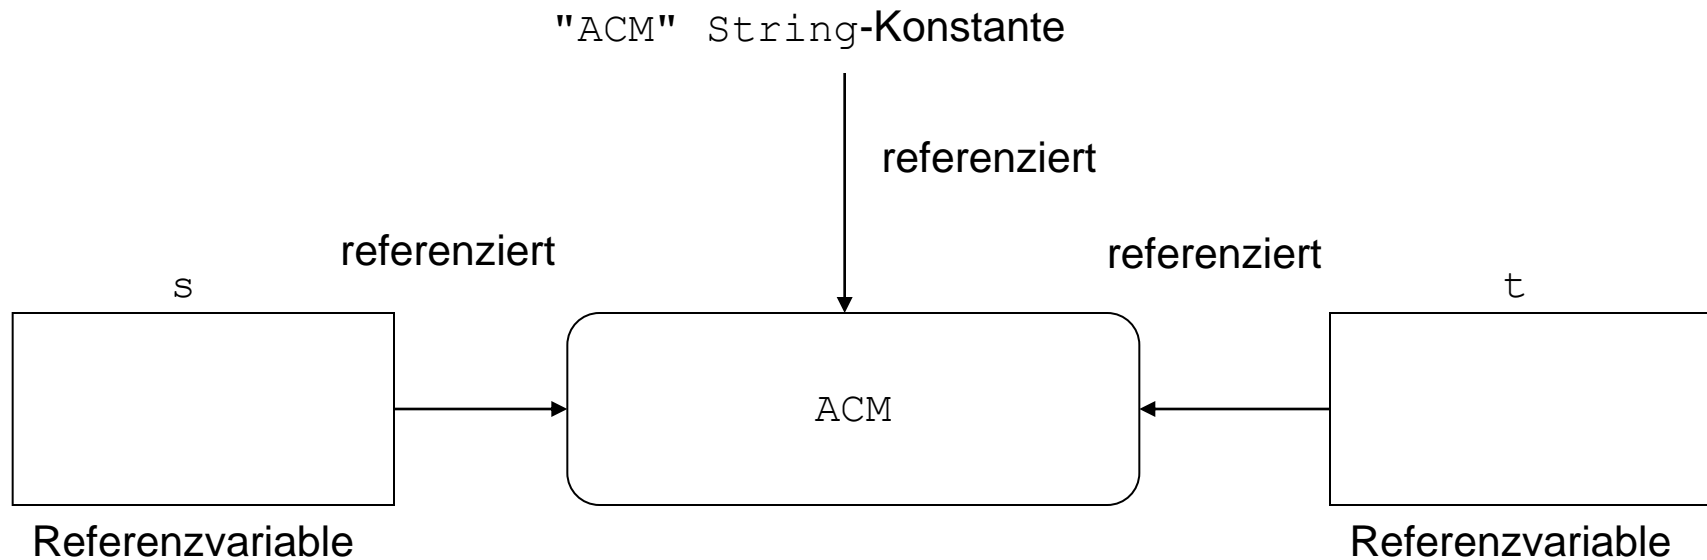 "ACM" String-Konstante
referenziert
referenziert
referenziert
s
t
ACM
Referenzvariable
Referenzvariable